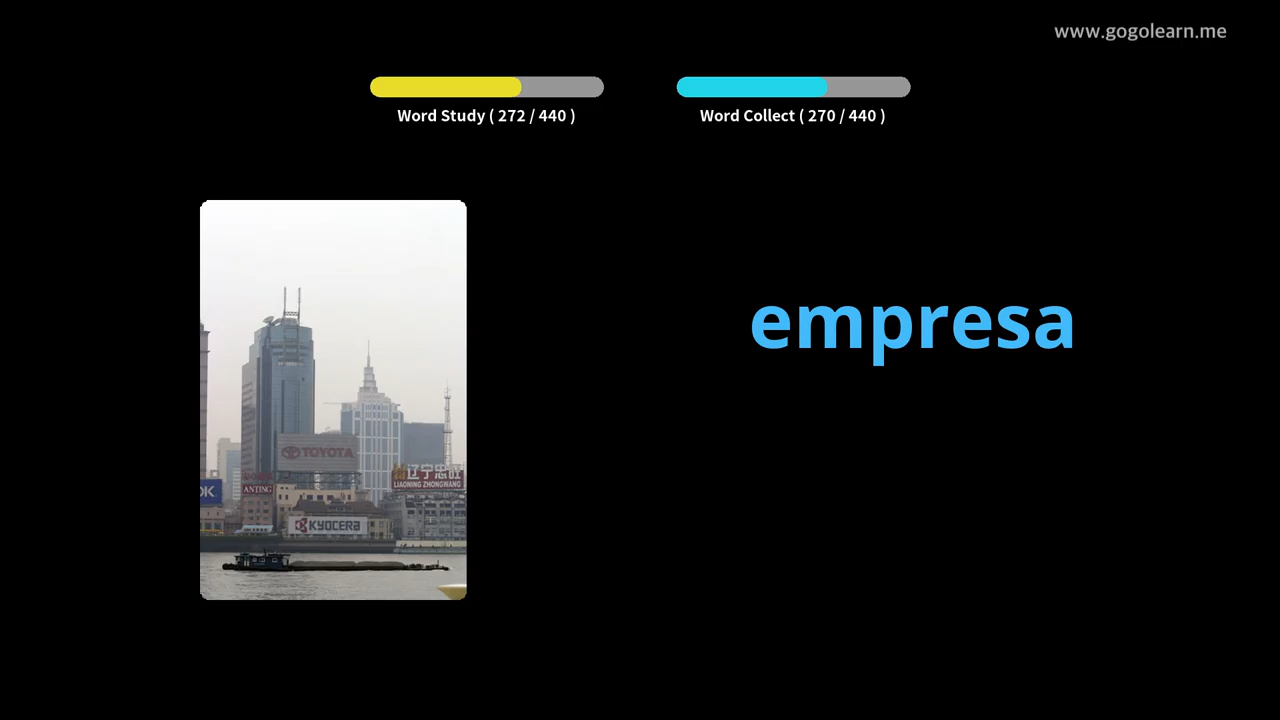 www.gogolearn.me
Word Study ( 272 / 440 )
Word Collect ( 270 / 440 )
empresa
TOYOTA
辽宁忠旺
LIAONING ZHONGWANG
OK
ANTING
KYOCERA